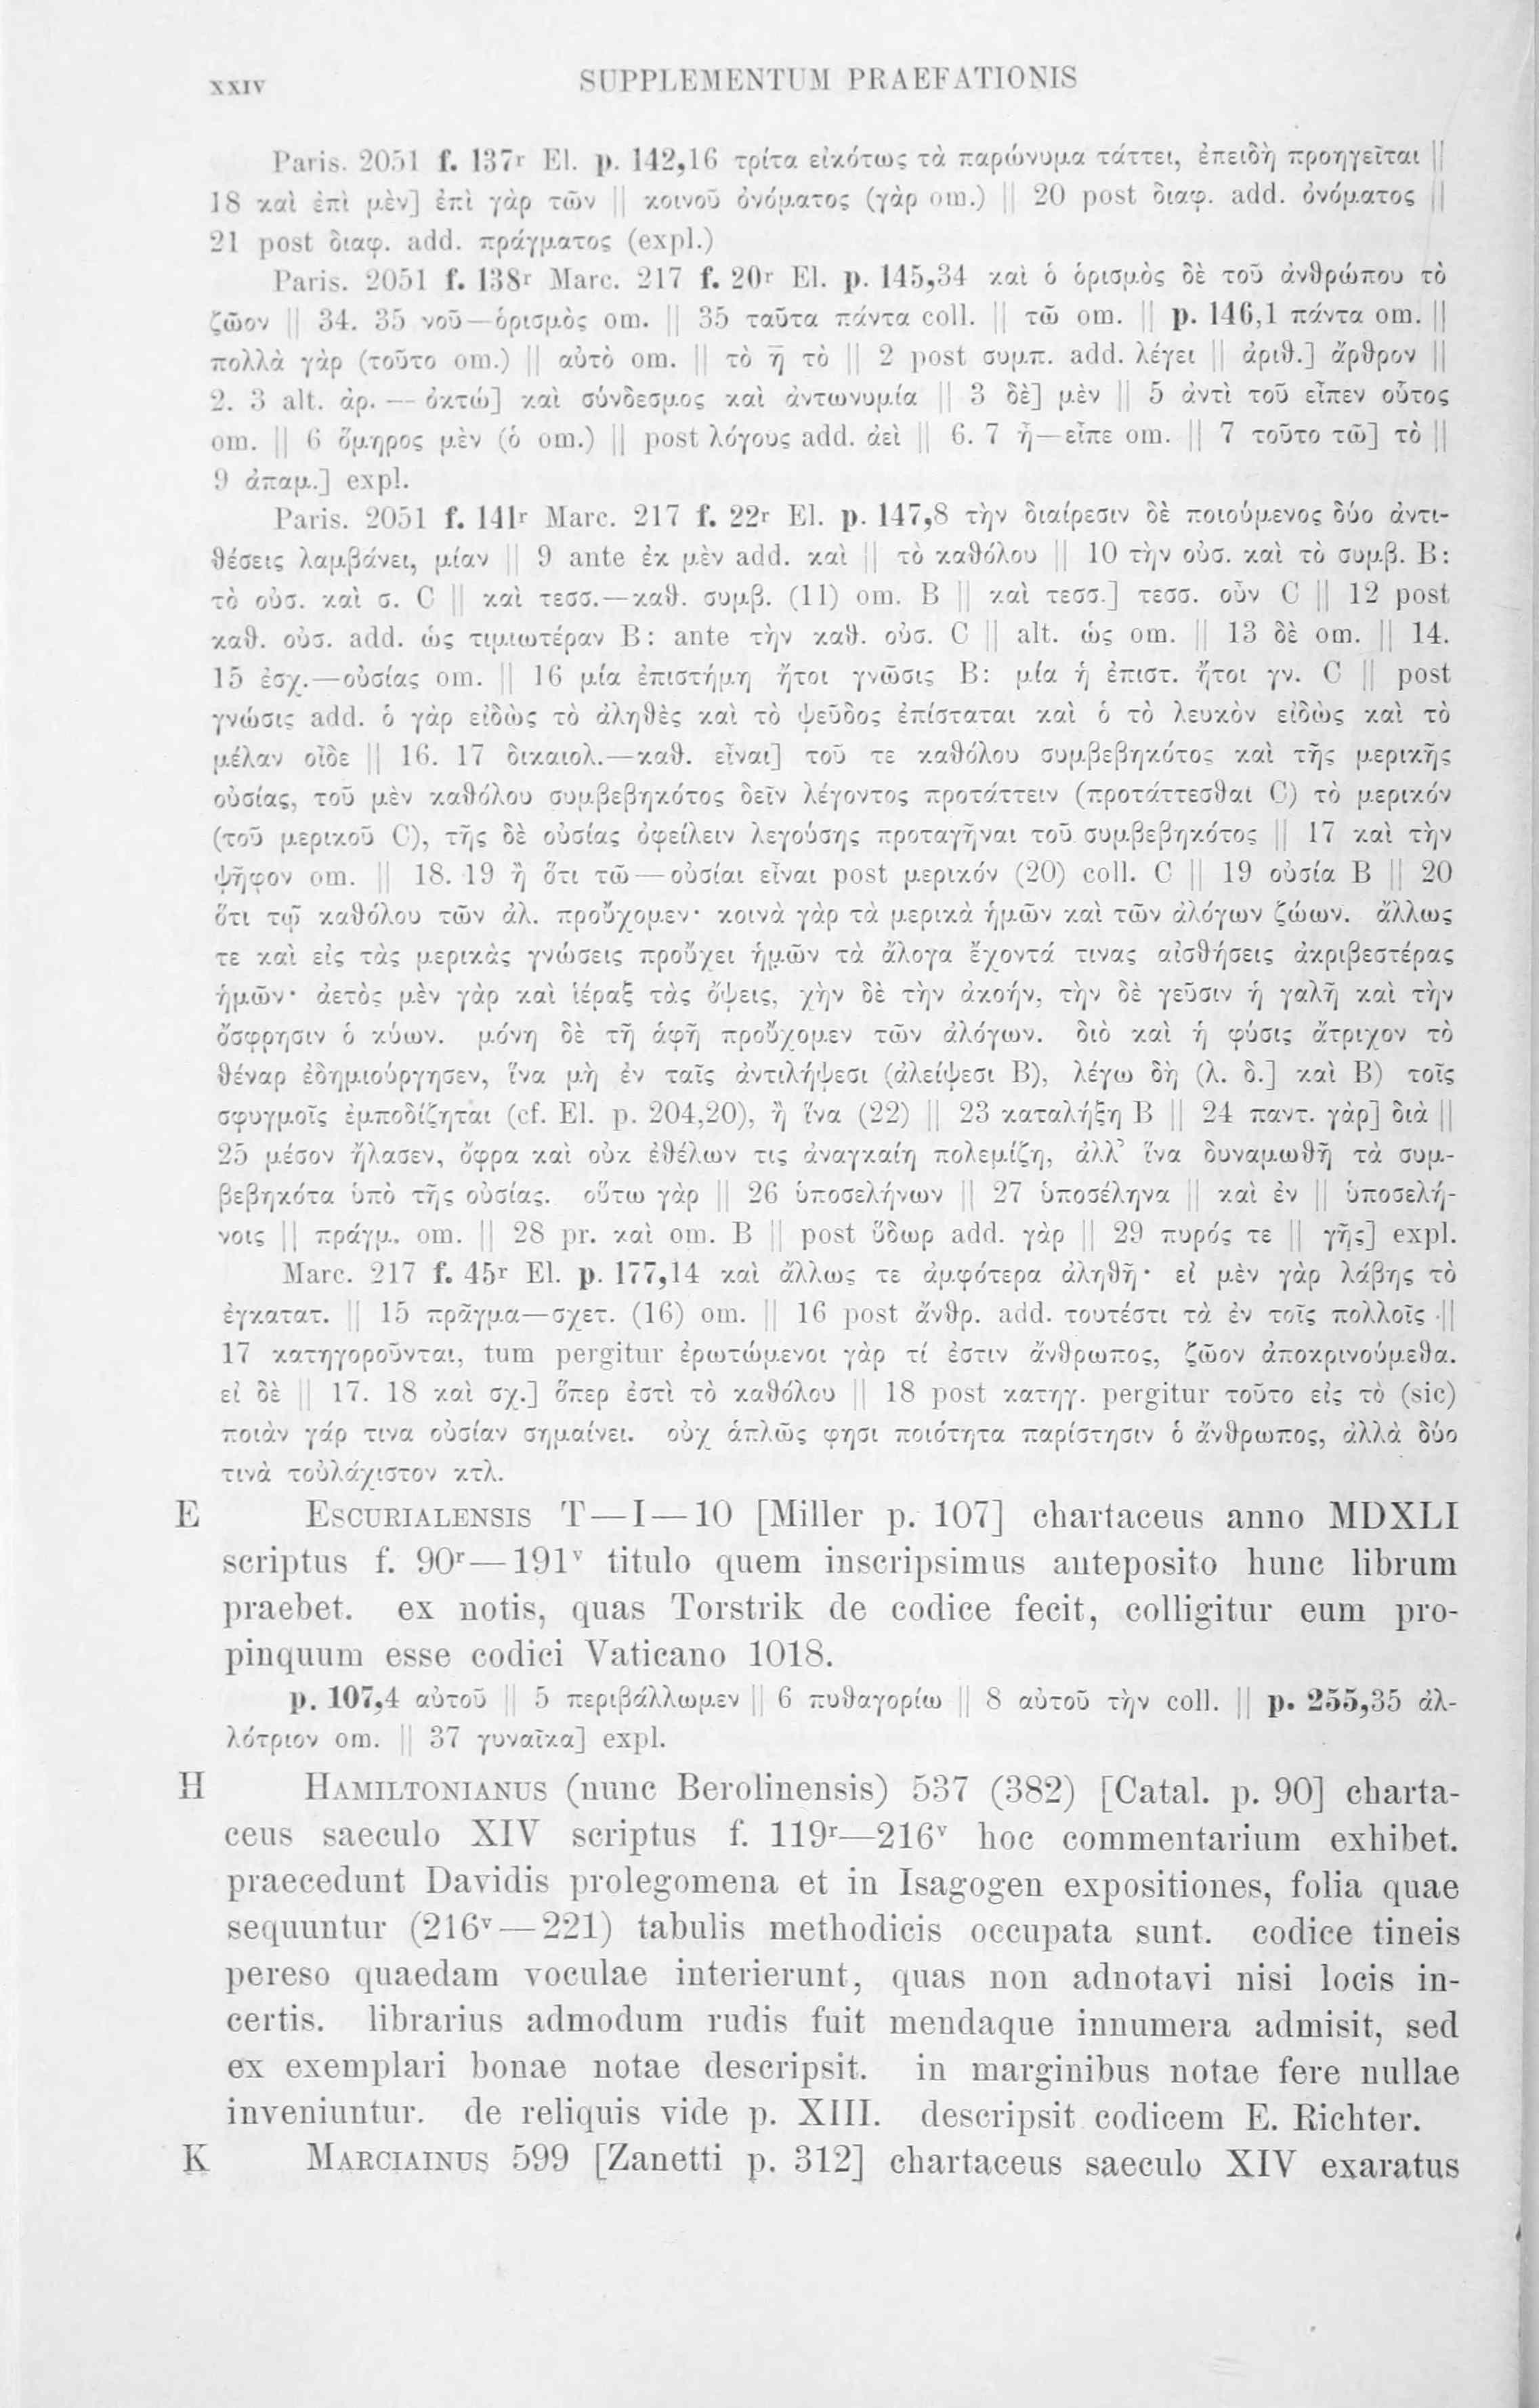 XXIV SUPPLEMENTUM PRAEFATIONIS
Paris. 2051 f. 137r El. p. 142,16 τρίτα εἰκότως τὰ παρώνυμα τάττει, ἐπειδὴ προηγεῖται ||
18 καὶ ἐπὶ μὲν] ἐπὶ γὰρ τῶν || κοινοῦ ὀνόματος (γὰρ om.) || 20 post διαφ. add. ὀνόματος ||
21 post διαφ. add. πράγματος (expl.)
Paris. 2051 f. 138r Marc. 217 f. 20r El. p. 145,34 καὶ ὁ ὁρισμὸς δὲ τοῦ ἀνθρώπου τὸ
ζῶον || 34. 35 νοῦ—ὁρισμὸς om. || 35 ταῦτα πάντα coll. || τῶ om. || p. 146,1 πάντα om. ||
πολλὰ γὰρ (τοῦτο om.) || αὐτὸ om. || τὸ η̄ τὸ || 2 post συμπ. add. λέγει || ἀριθ.] ἄρθρον ||
2. 3 alt. ἀρ. — ὀκτώ] καὶ σύνδεσμος καὶ ἀντωνυμία || 3 δὲ] μὲν || 5 ἀντὶ τοῦ εἶπεν οὗτος
om. || 6 ὅμηρος μὲν (ὁ om.) || post λόγους add. ἀεὶ || 6. 7 ἦ—εἶπε om. || 7 τοῦτο τῶ] τὸ ||
9 ἀπαμ.] expl.
Paris. 2051 f. 141r Marc. 217 f. 22r El. p. 147,8 τὴν διαίρεσιν δὲ ποιούμενος δύο ἀντι-
θέσεις λαμβάνει, μίαν || 9 ante ἐκ μὲν add. καὶ || τὸ καθόλου || 10 τὴν οὐσ. καὶ τὸ συμβ. B:
τὸ οὐσ. καὶ σ. C || καὶ τεσσ.—καθ. συμβ. (11) om. B || καὶ τεσσ.] τεσσ. οὖν C || 12 post
καθ. οὐσ. add. ὡς τιμιωτέραν B: ante τὴν καθ. οὐσ. C || alt. ὡς om. || 13 δὲ om. || 14.
15 ἐσχ.—οὐσίας om. || 16 μία ἐπιστήμη ἤτοι γνῶσις B: μία ἡ ἐπιστ. ἤτοι γν. C || post
γνώσις add. ὁ γὰρ εἰδὼς τὸ ἀληθὲς καὶ τὸ ψεῦδος ἐπίσταται καὶ ὁ τὸ λευκὸν εἰδὼς καὶ τὸ
μέλαν οἶδε || 16. 17 δικαιολ.—καθ. εἶναι] τοῦ τε καθόλου συμβεβηκότος καὶ τῆς μερικῆς
οὐσίας, τοῦ μὲν καθόλου συμβεβηκότος δεῖν λέγοντος προτάττειν (προτάττεσθαι C) τὸ μερικόν
(τοῦ μερικοῦ C), τῆς δὲ οὐσίας ὀφείλειν λεγούσης προταγῆναι τοῦ συμβεβηκότος || 17 καὶ τὴν
ψῆφον om. || 18. 19 ἢ ὅτι τῶ — οὐσίαι εἶναι post μερικόν (20) coll. C || 19 οὐσία B || 20
ὅτι τῷ καθόλου τῶν ἀλ. προὔχομεν· κοινὰ γὰρ τὰ μερικὰ ἡμῶν καὶ τῶν ἀλόγων ζώων. ἄλλως
τε καὶ εἰς τὰς μερικὰς γνώσεις προὔχει ἡμῶν τὰ ἄλογα ἔχοντά τινας αἰσθήσεις ἀκριβεστέρας
ἡμῶν· ἀετὸς μὲν γὰρ καὶ ἱέραξ τὰς ὄψεις, χὴν δὲ τὴν ἀκοήν, τὴν δὲ γεῦσιν ἡ γαλῆ καὶ τὴν
ὄσφρησιν ὁ κύων. μόνη δὲ τῆ ἁφῆ προὔχομεν τῶν ἀλόγων. διὸ καὶ ἡ φύσις ἄτριχον τὸ
θέναρ ἐδημιούργησεν, ἵνα μὴ ἐν ταῖς ἀντιλήψεσι (ἀλείψεσι B), λέγω δὴ (λ. δ.] καὶ B) τοῖς
σφυγμοῖς ἐμποδίζηται (cf. El. p. 204,20), ἢ ἵνα (22) || 23 καταλήξη B || 24 παντ. γὰρ] διὰ ||
25 μέσον ἤλασεν, ὄφρα καὶ οὐκ ἐθέλων τις ἀναγκαίη πολεμίζη, ἀλλ’ ἵνα δυναμωθῆ τὰ συμ-
βεβηκότα ὑπὸ τῆς οὐσίας. οὕτω γὰρ || 26 ὑποσελήνων || 27 ὑποσέληνα || καὶ ἐν || ὑποσελή-
νοις || πράγμ. om. || 28 pr. καὶ om. B || post ὕδωρ add. γὰρ || 29 πυρός τε || γῆς] expl.
Marc. 217 f. 45r El. p. 177,14 καὶ ἄλλως τε ἀμφότερα ἀληθῆ· εἰ μὲν γὰρ λάβης τὸ
ἐγκατατ. || 15 πρᾶγμα—σχετ. (16) om. || 16 post ἄνθρ. add. τουτέστι τὰ ἐν τοῖς πολλοῖς ||
17 κατηγοροῦνται, tum pergitur ἐρωτώμενοι γὰρ τί ἐστιν ἄνθρωπος, ζῶον ἀποκρινούμεθα.
εἰ δὲ || 17. 18 καὶ σχ.] ὅπερ ἐστὶ τὸ καθόλου || 18 post κατηγ. pergitur τοῦτο εἰς τὸ (sic)
ποιὰν γάρ τινα οὐσίαν σημαίνει. οὐχ ἁπλῶς φησι ποιότητα παρίστησιν ὁ ἄνθρωπος, ἀλλὰ δύο
τινὰ τοὐλάχιστον κτλ.
E ESCURIALENSIS T—I—10 [Miller p. 107] chartaceus anno MDXLI
scriptus f. 90r—191v titulo quem inscripsimus anteposito hunc librum
praebet. ex notis, quas Torstrik de codice fecit, colligitur eum pro-
pinquum esse codici Vaticano 1018.
p. 107,4 αὐτοῦ || 5 περιβάλλωμεν || 6 πυθαγορίω || 8 αὐτοῦ τὴν coll. || p. 255,35 ἀλ-
λότριον om. || 37 γυναῖκα] expl.
H HAMILTONIANUS (nunc Berolinensis) 537 (382) [Catal. p. 90] charta-
ceus saeculo XIV scriptus f. 119r—216v hoc commentarium exhibet.
praecedunt Davidis prolegomena et in Isagogen expositiones, folia quae
sequuntur (216v—221) tabulis methodicis occupata sunt. codice tineis
pereso quaedam voculae interierunt, quas non adnotavi nisi locis in-
certis. librarius admodum rudis fuit mendaque innumera admisit, sed
ex exemplari bonae notae descripsit. in marginibus notae fere nullae
inveniuntur. de reliquis vide p. XIII. descripsit codicem E. Richter.
K MARCIAINUS 599 [Zanetti p. 312] chartaceus saeculo XIV exaratus